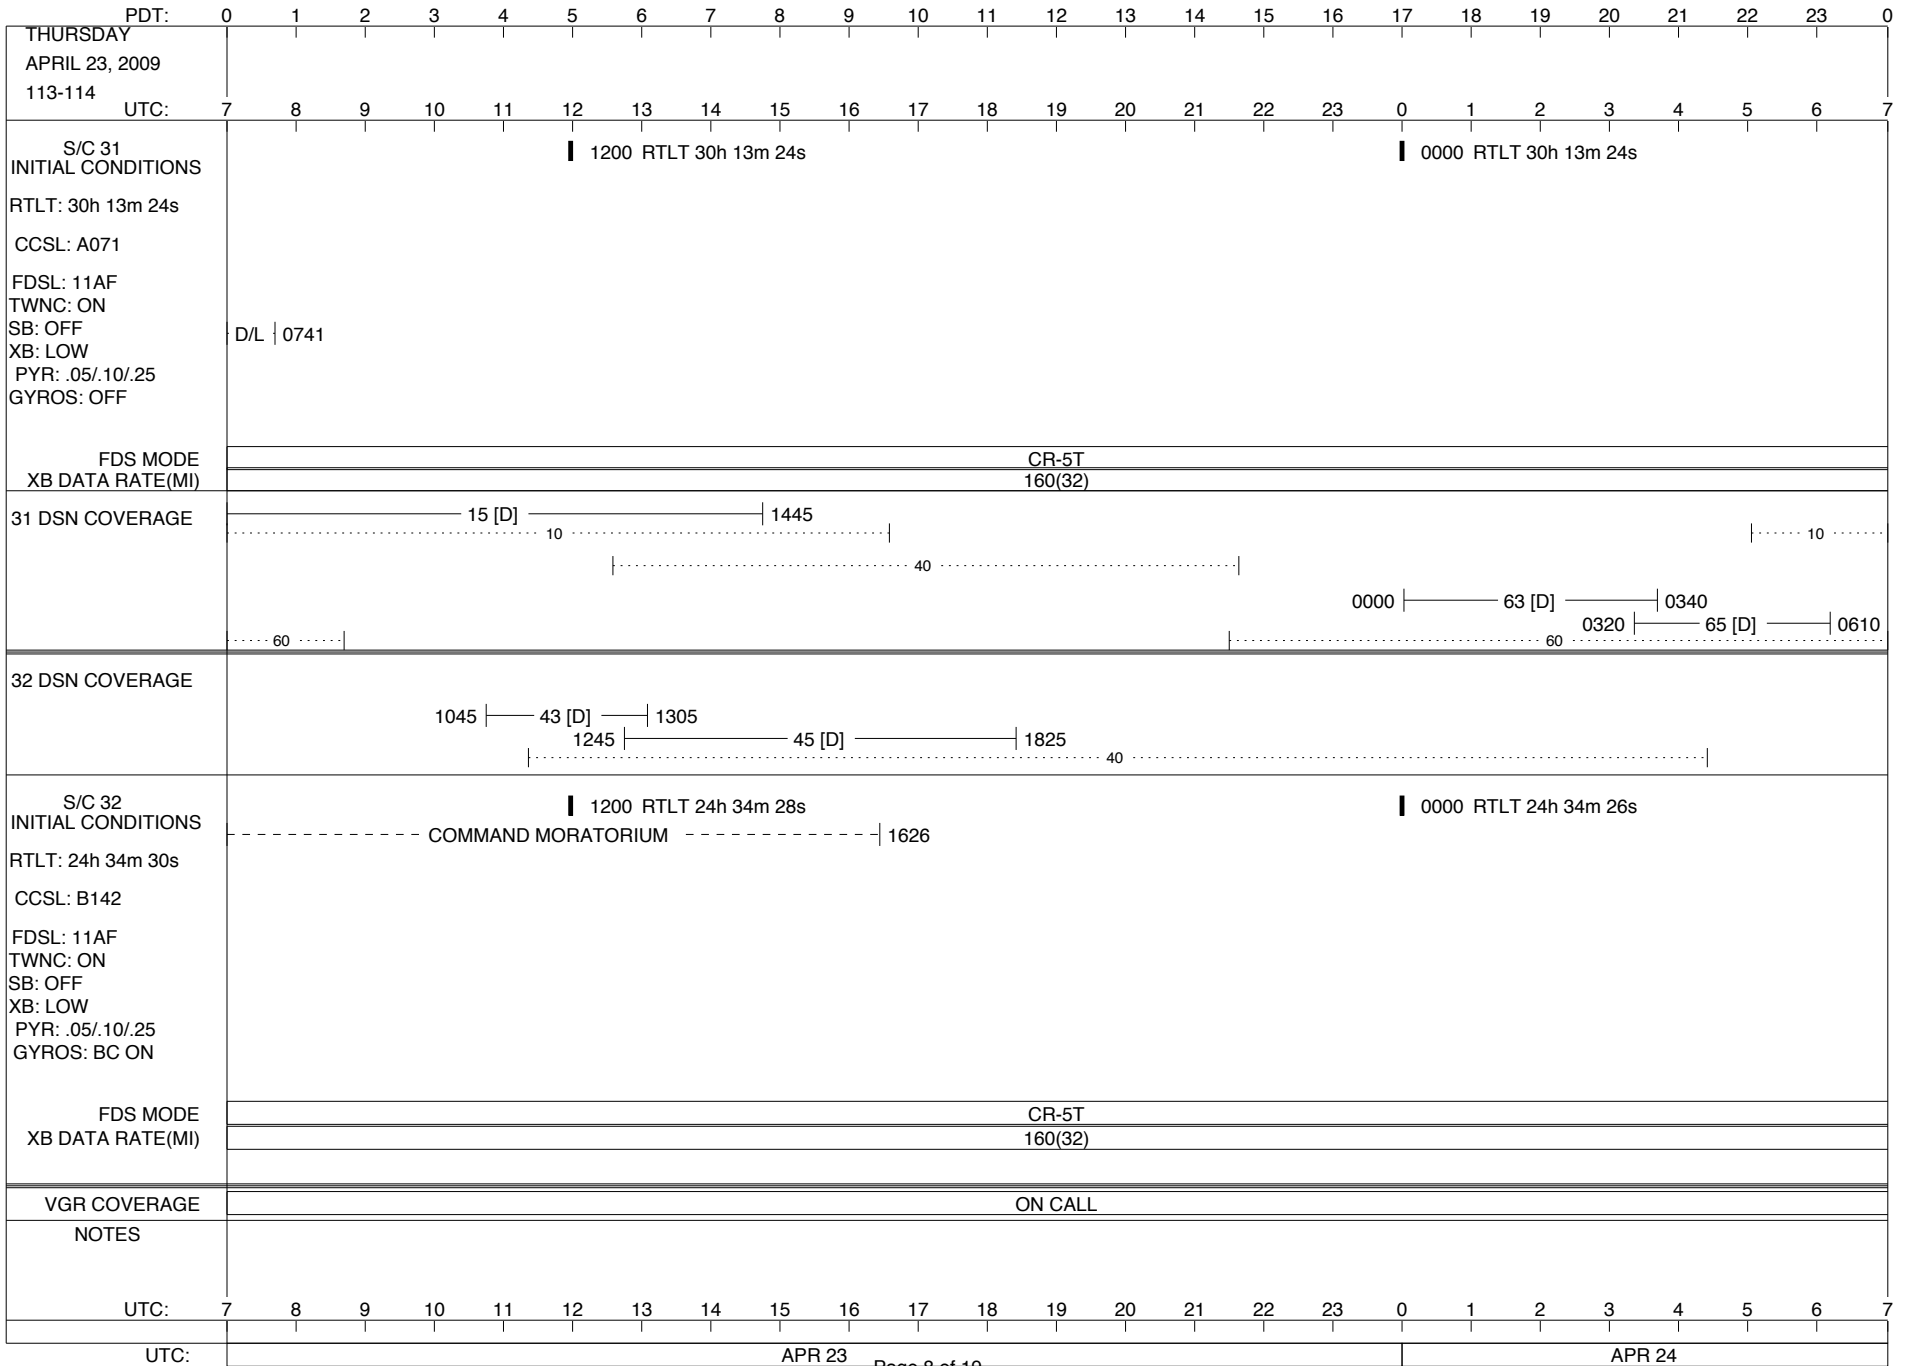 PDT: 0 1 2 3 4 5 6 7 8 9 10 11 12 13 14 15 16 17 18 19 20 21 22 23 0
THURSDAY
APRIL 23, 2009
113-114
UTC: 7 8 9 10 11 12 13 14 15 16 17 18 19 20 21 22 23 0 1 2 3 4 5 6 7
S/C 31
INITIAL CONDITIONS
1200 RTLT 30h 13m 24s
0000 RTLT 30h 13m 24s
RTLT: 30h 13m 24s
CCSL: A071
FDSL: 11AF
TWNC: ON
SB: OFF
D/L 0741
XB: LOW
PYR: .05/.10/.25
GYROS: OFF
FDS MODE CR-5T
XB DATA RATE(MI) 160(32)
31 DSN COVERAGE
15 [D] 1445
10 10
40
0000 63 [D] 0340
0320 65 [D] 0610
60 60
32 DSN COVERAGE
1045 43 [D] 1305
1245 45 [D] 1825
40
S/C 32
INITIAL CONDITIONS
1200 RTLT 24h 34m 28s
0000 RTLT 24h 34m 26s
COMMAND MORATORIUM 1626
RTLT: 24h 34m 30s
CCSL: B142
FDSL: 11AF
TWNC: ON
SB: OFF
XB: LOW
PYR: .05/.10/.25
GYROS: BC ON
FDS MODE CR-5T
XB DATA RATE(MI) 160(32)
VGR COVERAGE ON CALL
NOTES
UTC: 7 8 9 10 11 12 13 14 15 16 17 18 19 20 21 22 23 0 1 2 3 4 5 6 7
UTC: APR 23 APR 24
Page 8 of 19